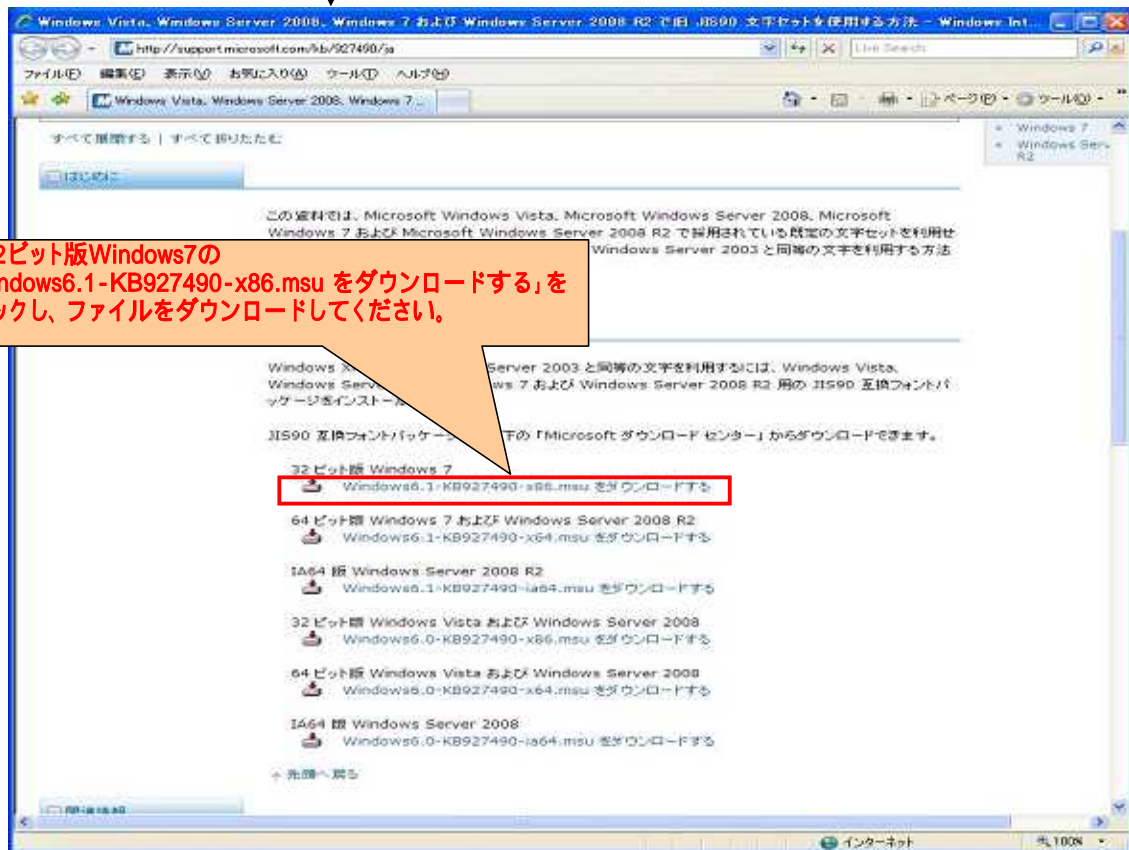 Windows Vista、Windows Server 2008、Windows 7 および Windows Server 2008 R2 で旧 JIS90 文字セットを使用する方法 - Windows Int...
http://support.microsoft.com/kb/927490/ja
Live Search
ファイル(F) 編集(E) 表示(V) お気に入り(A) ツール(T) ヘルプ(H)
Windows Vista、Windows Server 2008、Windows 7 ...
ページ(P) ツール(O)
すべて展開する | すべて折りたたむ
Windows 7
Windows Serv
R2
はじめに
この資料では、Microsoft Windows Vista、Microsoft Windows Server 2008、Microsoft
Windows 7 および Microsoft Windows Server 2008 R2 で採用されている既定の文字セットを利用せ
Windows Server 2003 と同等の文字を利用する方法
2ビット版Windows7の
ndows6.1-KB927490-x86.msu をダウンロードする」を
ックし、ファイルをダウンロードしてください。
Windows X Server 2003 と同等の文字を利用するには、Windows Vista、
Windows Serve ws 7 および Windows Server 2008 R2 用の JIS90 互換フォントパ
ッケージをインストー
JIS90 互換フォントパッケージ 下の「Microsoft ダウンロード センター」からダウンロードできます。
32 ビット版 Windows 7
Windows6.1-KB927490-x86.msu をダウンロードする
64 ビット版 Windows 7 および Windows Server 2008 R2
Windows6.1-KB927490-x64.msu をダウンロードする
IA64 版 Windows Server 2008 R2
Windows6.1-KB927490-ia64.msu をダウンロードする
32 ビット版 Windows Vista および Windows Server 2008
Windows6.0-KB927490-x86.msu をダウンロードする
64 ビット版 Windows Vista および Windows Server 2008
Windows6.0-KB927490-x64.msu をダウンロードする
IA64 版 Windows Server 2008
Windows6.0-KB927490-ia64.msu をダウンロードする
先頭へ戻る
関連情報
インターネット
100%